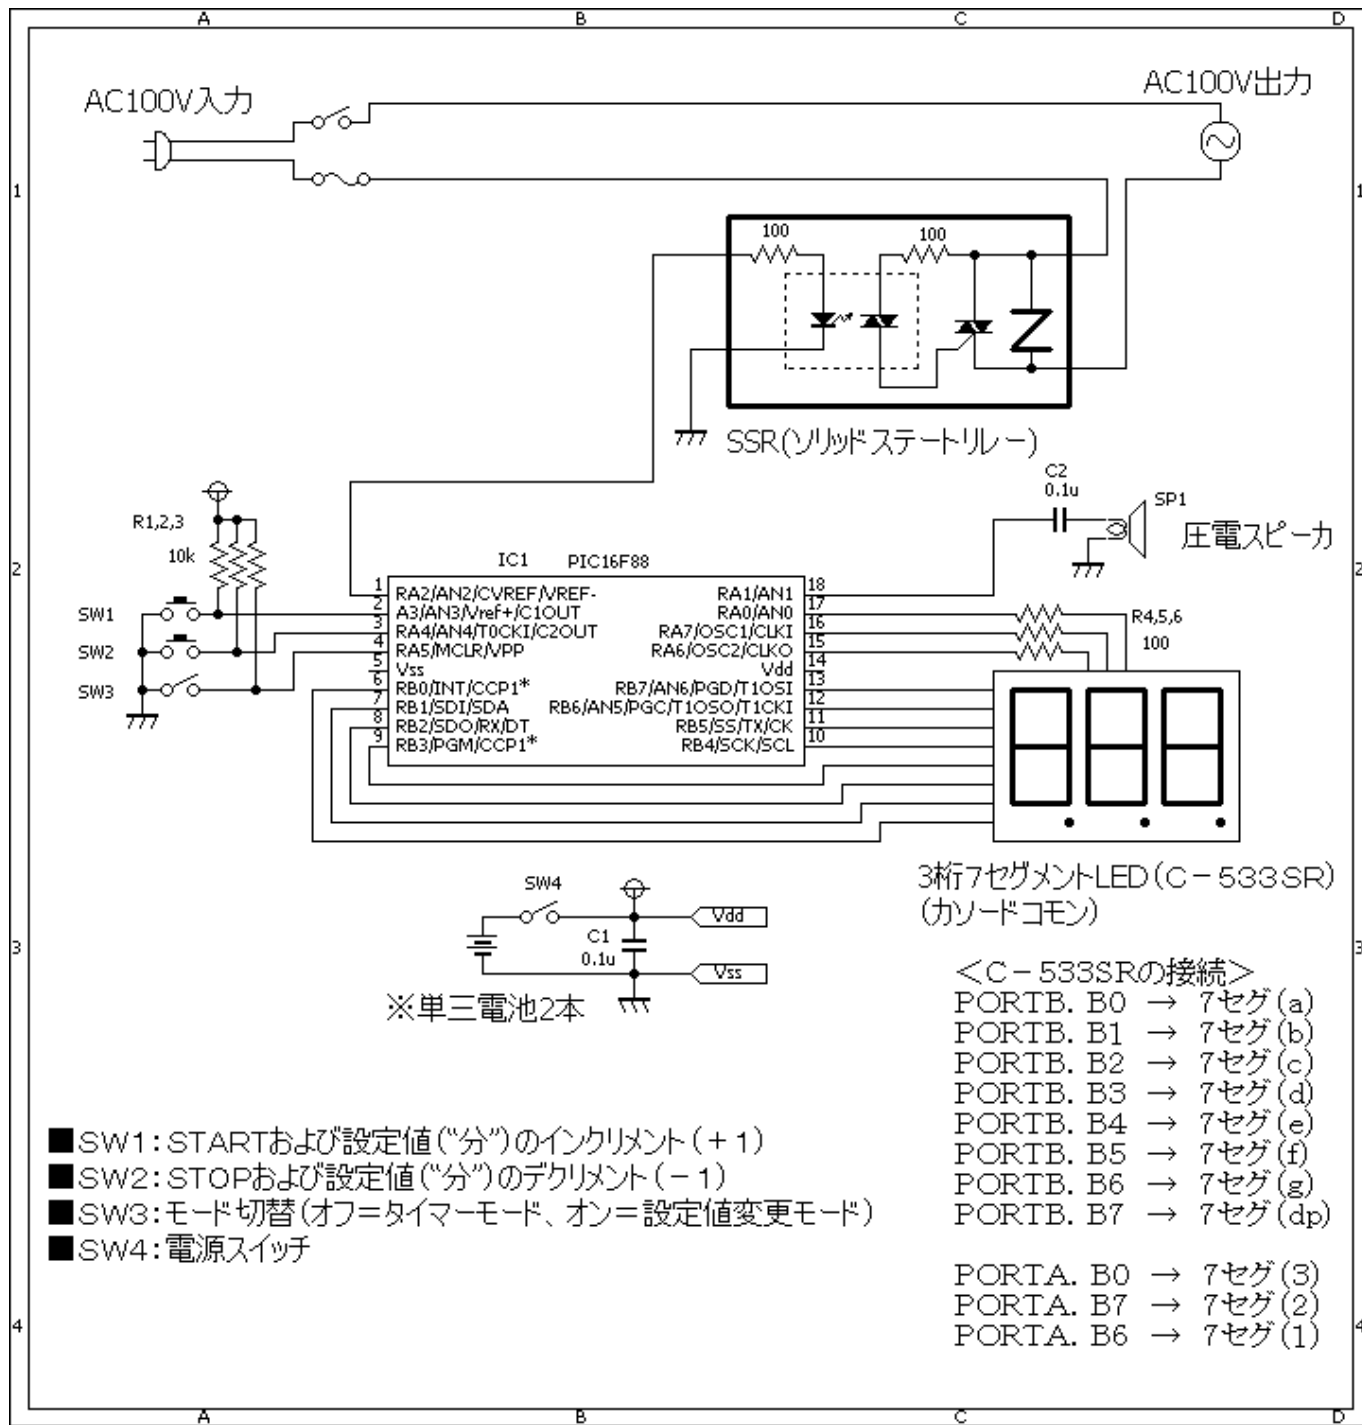 A B C D
AC100V入力
AC100V出力
1 1
100
100
SSR(ソリッドステートリレー)
C2
0.1u
SP1
圧電スピーカ
R1,2,3
10k
IC1 PIC16F88
2 2
1 RA2/AN2/CVREF/VREF- RA1/AN1 18
SW1
2 A3/AN3/Vref+/C1OUT RA0/AN0 17
3 RA4/AN4/T0CKI/C2OUT RA7/OSC1/CLKI 16
SW2
4 RA5/MCLR/VPP RA6/OSC2/CLKO 15
5 Vss Vdd 14
SW3
6 RB0/INT/CCP1* RB7/AN6/PGD/T1OSI 13
7 RB1/SDI/SDA RB6/AN5/PGC/T1OSO/T1CKI 12
8 RB2/SDO/RX/DT RB5/SS/TX/CK 11
9 RB3/PGM/CCP1* RB4/SCK/SCL 10
R4,5,6
100
3桁7セグメントLED(C-533SR)
(カソードコモン)
SW4
Vdd
C1
0.1u
Vss
3 3
※単三電池2本
<C-533SRの接続>
PORTB. B0 → 7セグ(a)
PORTB. B1 → 7セグ(b)
PORTB. B2 → 7セグ(c)
PORTB. B3 → 7セグ(d)
PORTB. B4 → 7セグ(e)
PORTB. B5 → 7セグ(f)
PORTB. B6 → 7セグ(g)
PORTB. B7 → 7セグ(dp)
PORTA. B0 → 7セグ(3)
PORTA. B7 → 7セグ(2)
PORTA. B6 → 7セグ(1)
■SW1:STARTおよび設定値("分")のインクリメント(+1)
■SW2:STOPおよび設定値("分")のデクリメント(-1)
■SW3:モード切替(オフ=タイマーモード、オン=設定値変更モード)
■SW4:電源スイッチ
4 4
A B C D